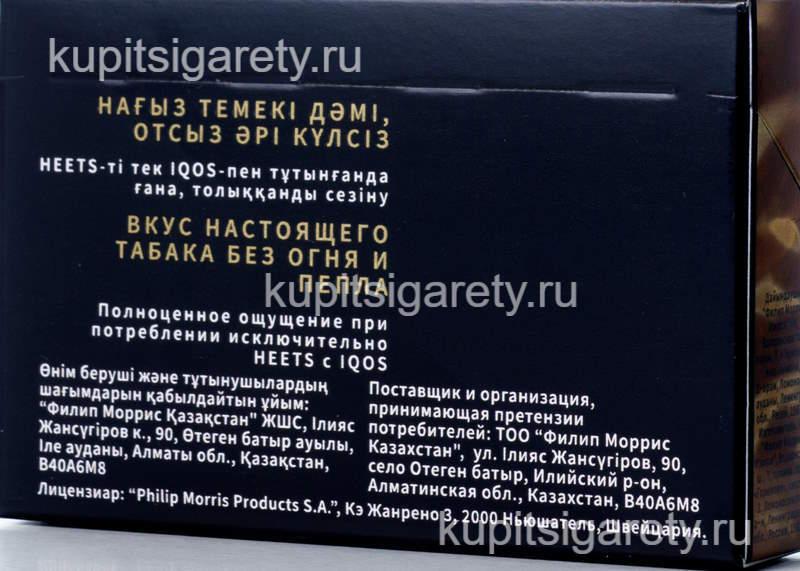 kupitsigarety.ru
НАҒЫЗ ТЕМЕКІ ДӘМІ,
ОТСЫЗ ӘРІ КҮЛСІЗ
HEETS-ті тек IQOS-пен тұтынғанда
ғана, толыққанды сезіну
ВКУС НАСТОЯЩЕГО
ТАБАКА БЕЗ ОГНЯ И
ПЕПЛА
kupitsigarety.ru
Полноценное ощущение при
потреблении исключительно
HEETS с IQOS
Өнім беруші және тұтынушылардың
шағымдарын қабылдайтын ұйым:
"Филип Моррис Қазақстан" ЖШС, Ілияс
Жансүгіров к., 90, Өтеген батыр ауылы,
Іле ауданы, Алматы обл., Қазақстан,
B40A6M8
Поставщик и организация,
принимающая претензии
потребителей: ТОО "Филип Моррис
Казахстан", ул. Ілияс Жансүгіров, 90,
село Отеген батыр, Илийский р-он,
Алматинская обл., Казахстан, B40A6M8
Лицензиар: "Philip Morris Products S.A.", Кэ Жанрено 3, 2000 Ньюшатель, Швейцария.
kupitsigarety.ru